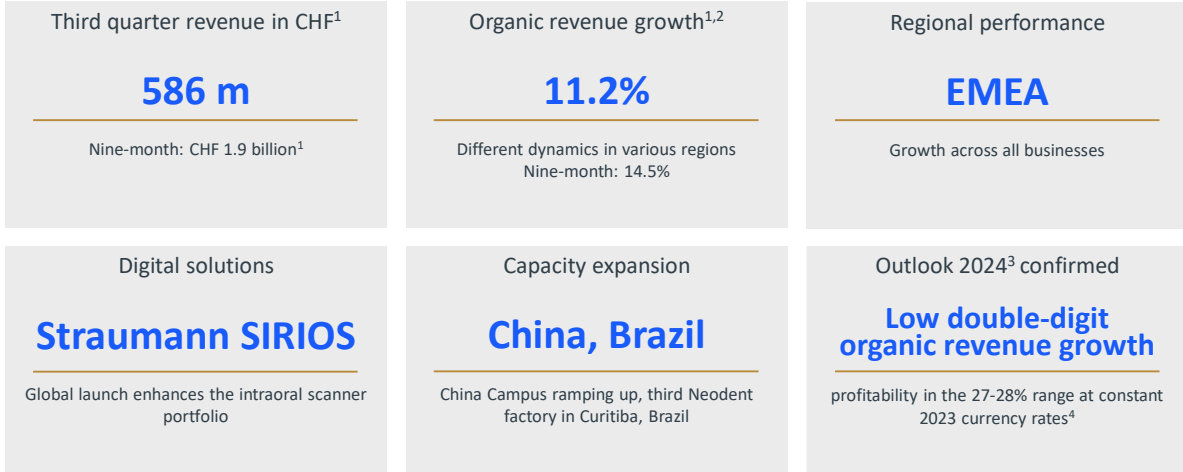 Third quarter revenue in CHF¹
586 m
Nine-month: CHF 1.9 billion¹
Organic revenue growth¹,²
11.2%
Different dynamics in various regions
Nine-month: 14.5%
Regional performance
EMEA
Growth across all businesses
Digital solutions
Straumann SIRIOS
Global launch enhances the intraoral scanner
portfolio
Capacity expansion
China, Brazil
China Campus ramping up, third Neodent
factory in Curitiba, Brazil
Outlook 2024³ confirmed
Low double-digit
organic revenue growth
profitability in the 27-28% range at constant
2023 currency rates⁴